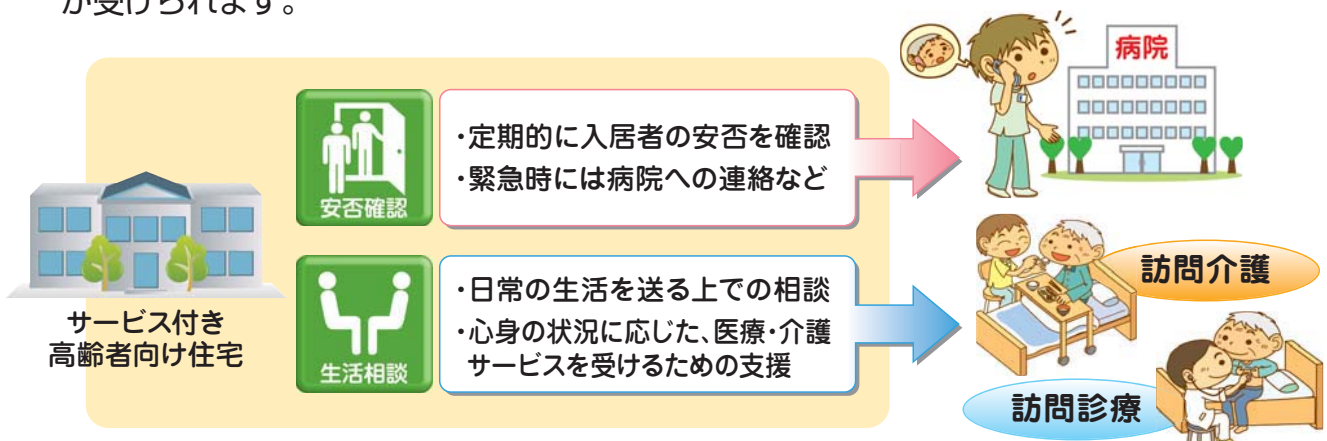 が受けられます。
病院
・定期的に入居者の安否を確認
・緊急時には病院への連絡など
安否確認
サービス付き
高齢者向け住宅
・日常の生活を送る上での相談
・心身の状況に応じた、医療・介護
サービスを受けるための支援
生活相談
訪問介護
訪問診療